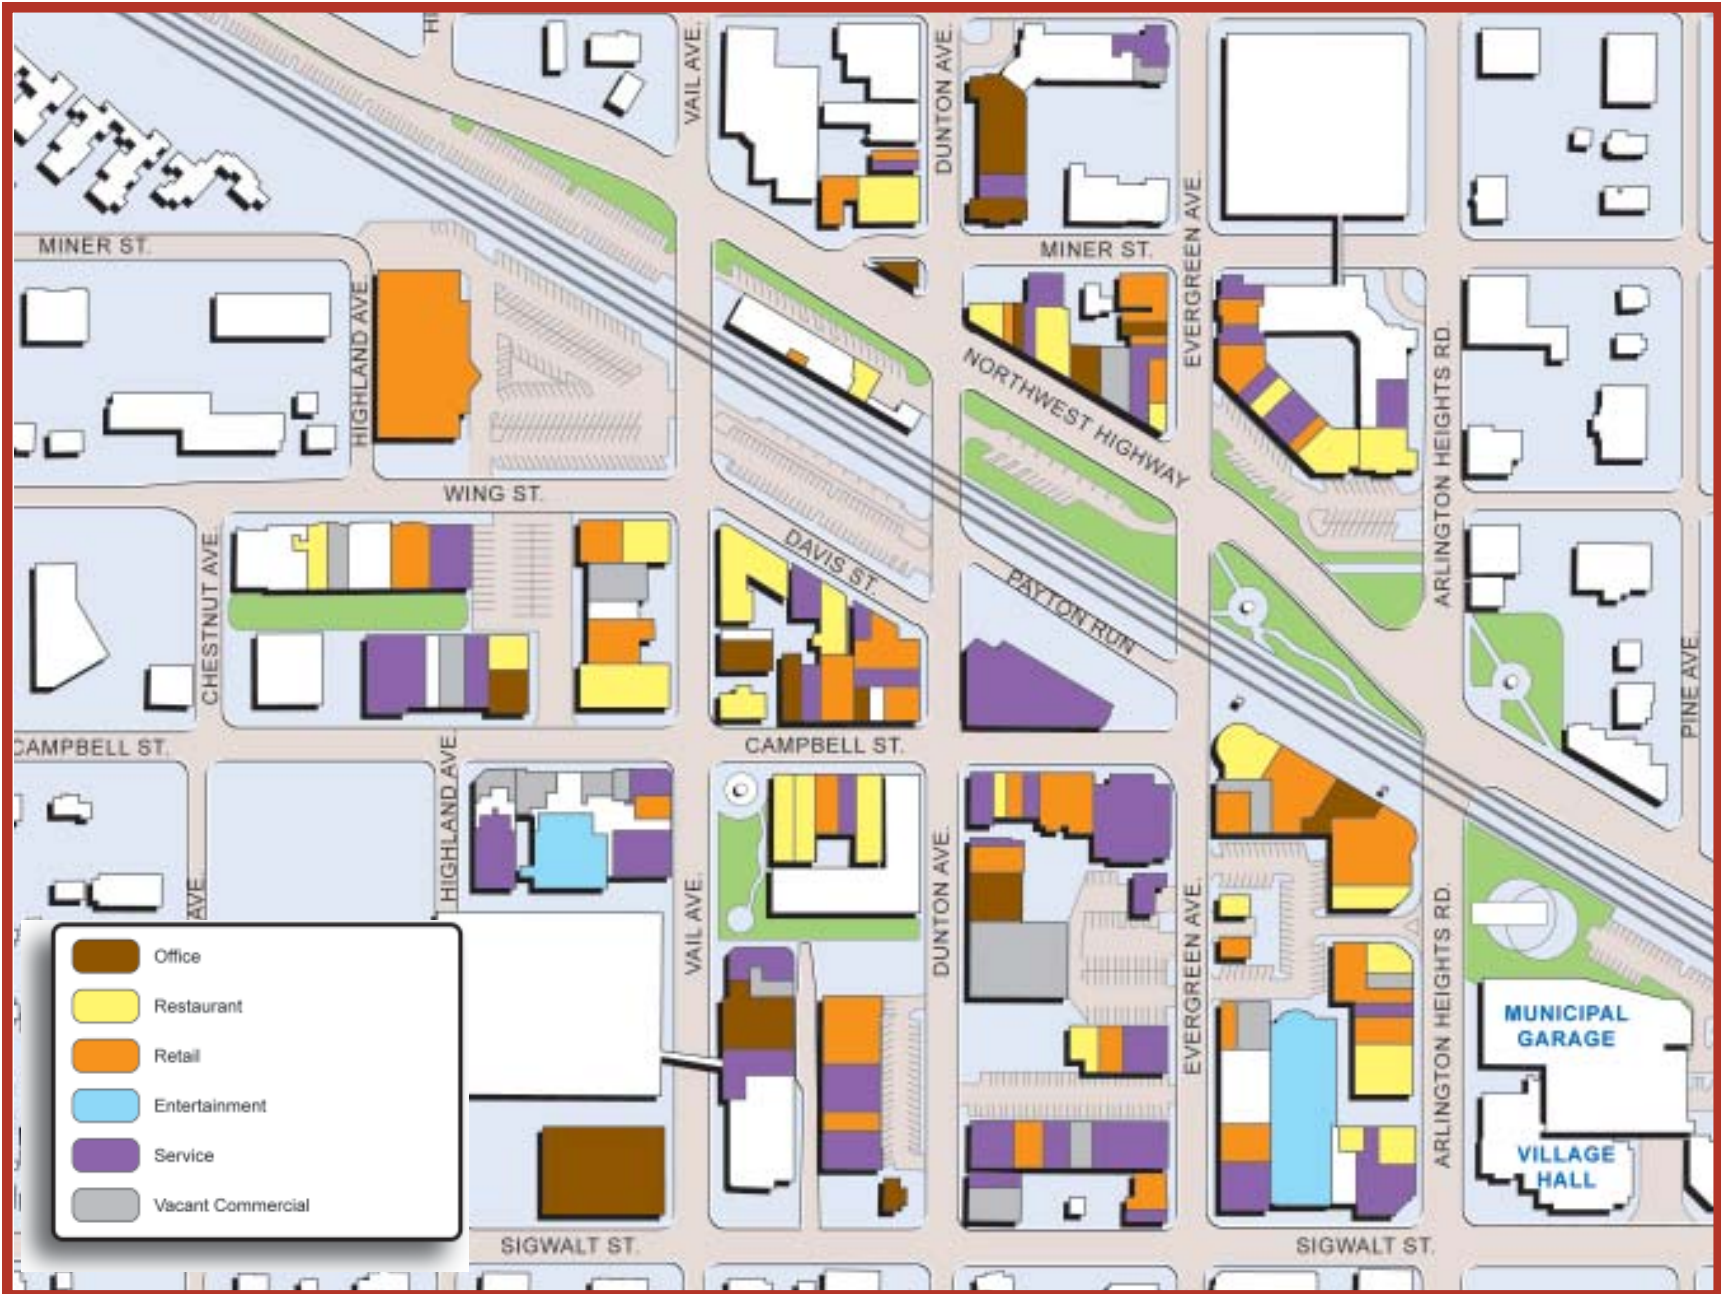 HI
VAIL AVE.
DUNTON AVE.
EVERGREEN AVE.
MINER ST.
MINER ST.
HIGHLAND AVE.
NORTHWEST HIGHWAY
ARLINGTON HEIGHTS RD.
WING ST.
DAVIS ST.
PAYTON RUN
CHESTNUT AVE.
PINE AVE.
CAMPBELL ST.
CAMPBELL ST.
HIGHLAND AVE.
AVE.
VAIL AVE.
DUNTON AVE.
EVERGREEN AVE.
ARLINGTON HEIGHTS RD.
Office
Restaurant
Retail
Entertainment
Service
Vacant Commercial
MUNICIPAL
GARAGE
VILLAGE
HALL
SIGWALT ST.
SIGWALT ST.